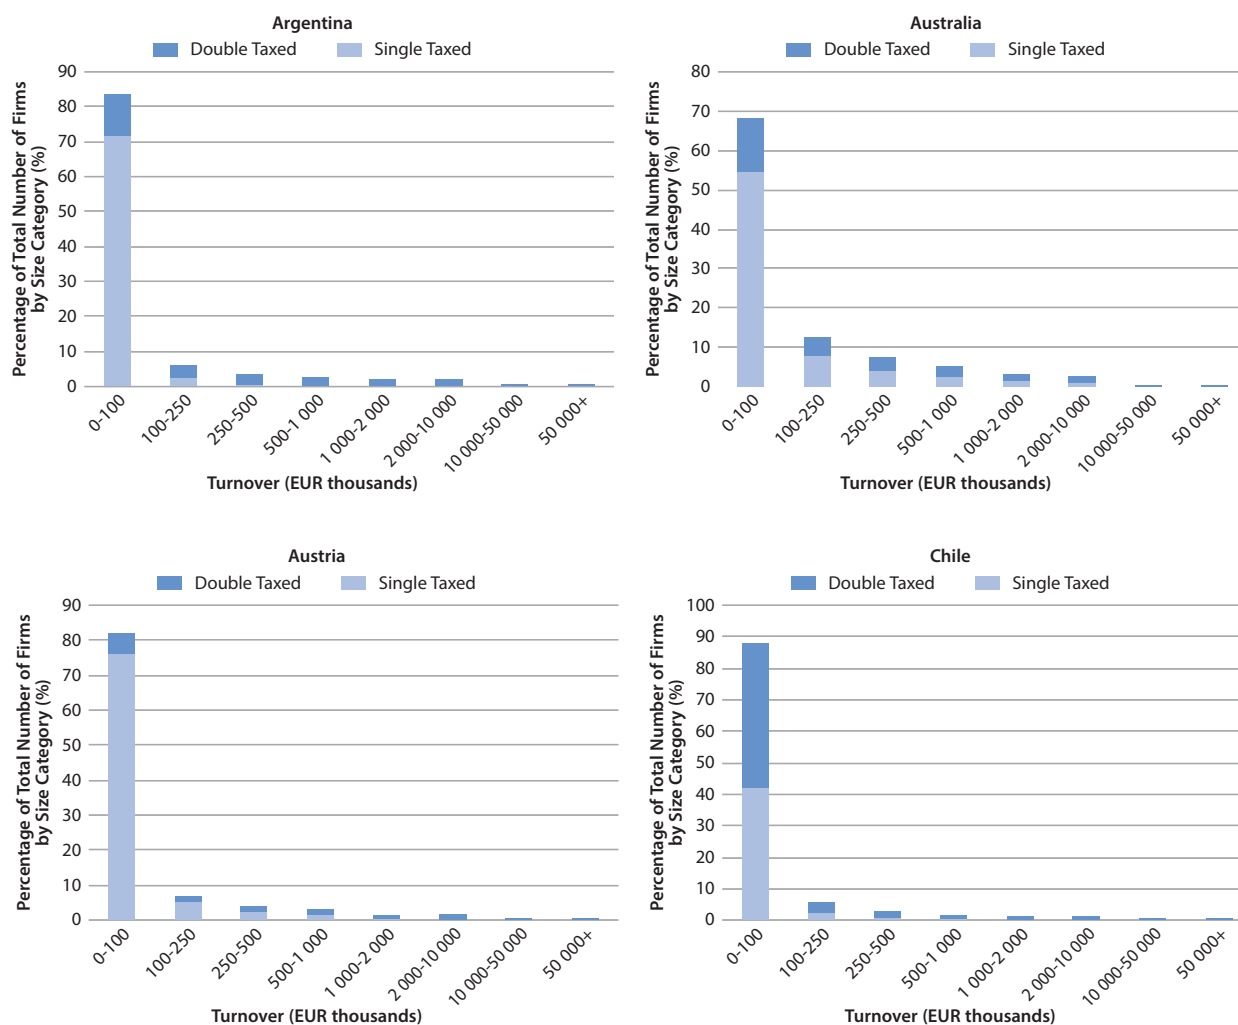 Argentina
Double Taxed Single Taxed
Percentage of Total Number of Firms
by Size Category (%)
90
80
70
60
50
40
30
20
10
0
0-100
100-250
250-500
500-1 000
1 000-2 000
2 000-10 000
10 000-50 000
50 000+
Turnover (EUR thousands)
Australia
Double Taxed Single Taxed
Percentage of Total Number of Firms
by Size Category (%)
80
70
60
50
40
30
20
10
0
0-100
100-250
250-500
500-1 000
1 000-2 000
2 000-10 000
10 000-50 000
50 000+
Turnover (EUR thousands)
Austria
Double Taxed Single Taxed
Percentage of Total Number of Firms
by Size Category (%)
90
80
70
60
50
40
30
20
10
0
0-100
100-250
250-500
500-1 000
1 000-2 000
2 000-10 000
10 000-50 000
50 000+
Turnover (EUR thousands)
Chile
Double Taxed Single Taxed
Percentage of Total Number of Firms
by Size Category (%)
100
90
80
70
60
50
40
30
20
10
0
0-100
100-250
250-500
500-1 000
1 000-2 000
2 000-10 000
10 000-50 000
50 000+
Turnover (EUR thousands)